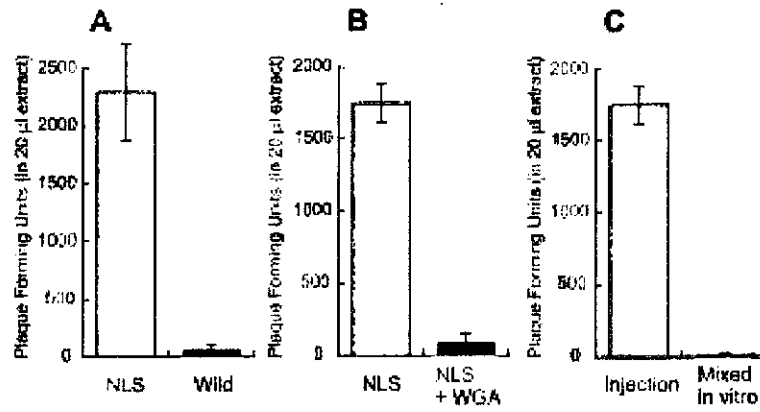 A
Plaque Forming Units (in 20 µl extract)
2500
2000
1500
1000
500
0
NLS
Wild
B
Plaque Forming Units (in 20 µl extract)
2000
1500
1000
500
0
NLS
NLS
+ WGA
C
Plaque Forming Units (in 20 µl extract)
2000
1500
1000
500
0
Injection
Mixed
in vitro